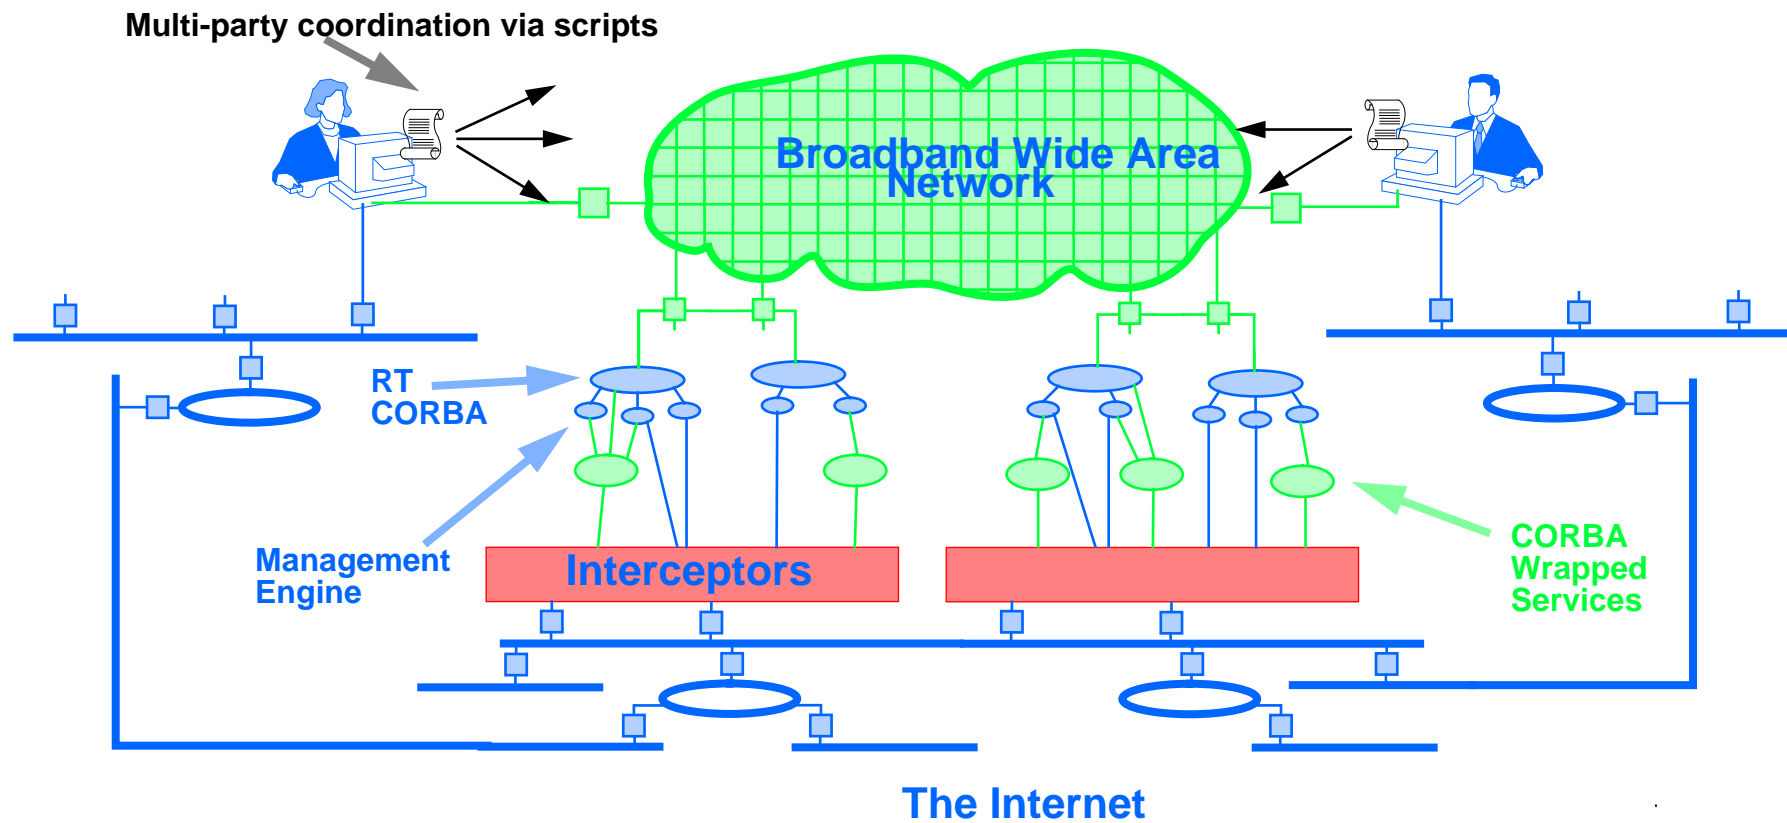 Multi-party coordination via scripts
Broadband Wide Area
Network
RT
CORBA
Management
Engine
Interceptors
CORBA
Wrapped
Services
The Internet